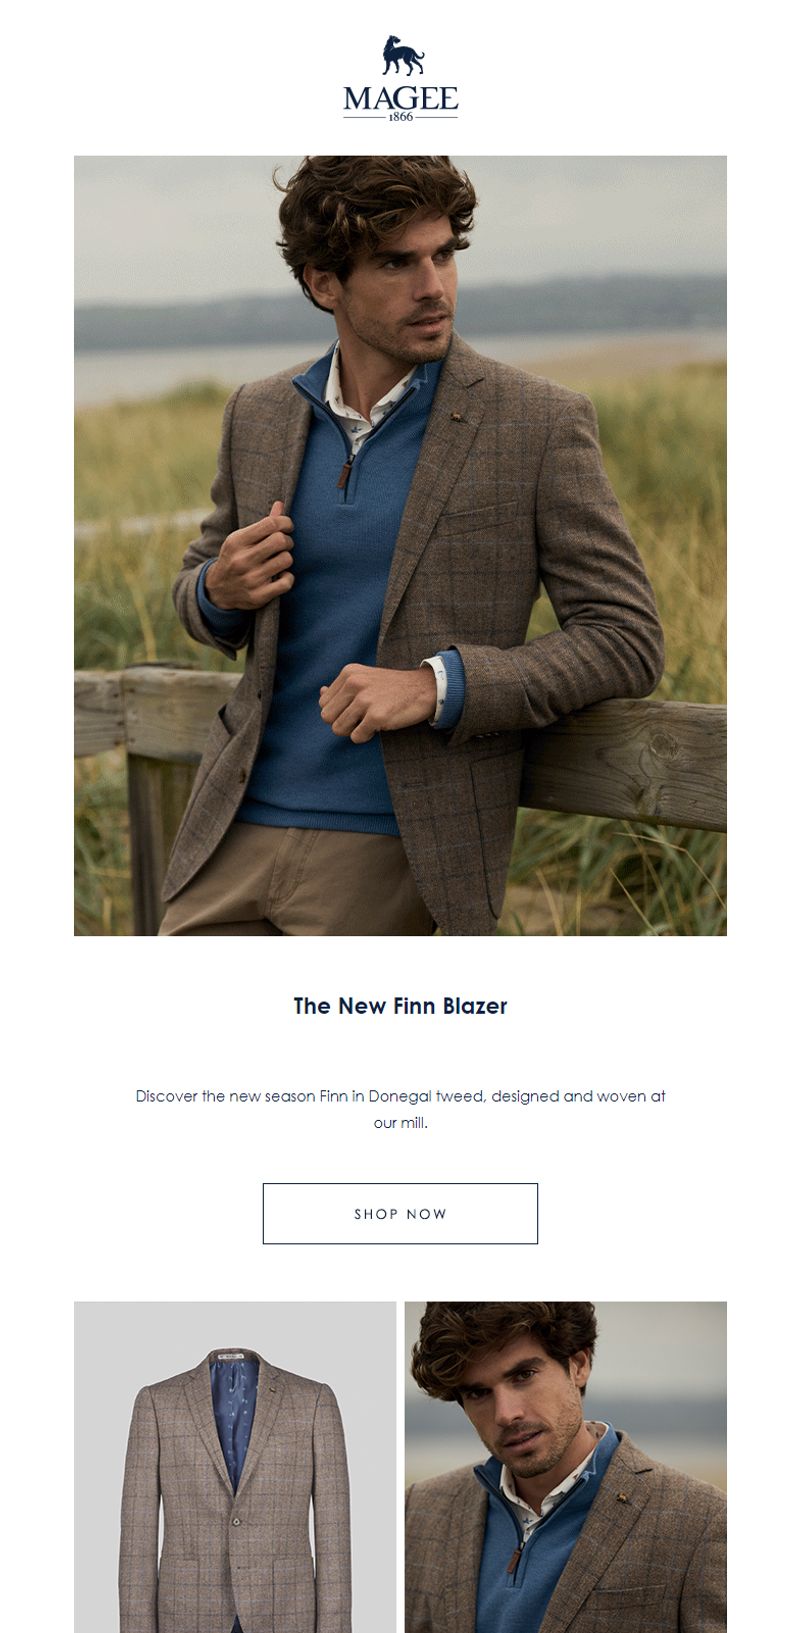 MAGEE
1866
The New Finn Blazer
Discover the new season Finn in Donegal tweed, designed and woven at
our mill.
SHOP NOW